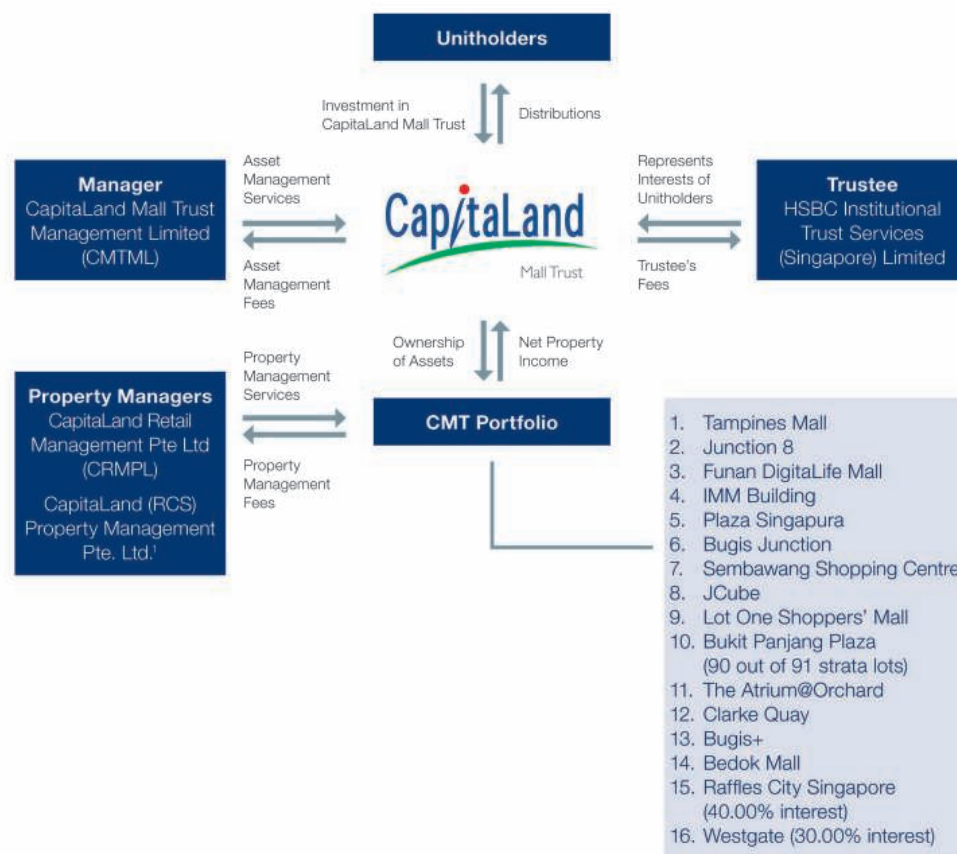 Unitholders
Investment in
CapitaLand Mall Trust
Distributions
Manager
CapitaLand Mall Trust
Management Limited
(CMTML)
Asset
Management
Services
Asset
Management
Fees
CapitaLand
Mall Trust
Represents
Interests of
Unitholders
Trustee's
Fees
Trustee
HSBC Institutional
Trust Services
(Singapore) Limited
Ownership
of Assets
Net Property
Income
Property Managers
CapitaLand Retail
Management Pte Ltd
(CRMPL)
CapitaLand (RCS)
Property Management
Pte. Ltd.¹
Property
Management
Services
Property
Management
Fees
CMT Portfolio
1. Tampines Mall
2. Junction 8
3. Funan DigitaLife Mall
4. IMM Building
5. Plaza Singapura
6. Bugis Junction
7. Sembawang Shopping Centre
8. JCube
9. Lot One Shoppers' Mall
10. Bukit Panjang Plaza
(90 out of 91 strata lots)
11. The Atrium@Orchard
12. Clarke Quay
13. Bugis+
14. Bedok Mall
15. Raffles City Singapore
(40.00% interest)
16. Westgate (30.00% interest)